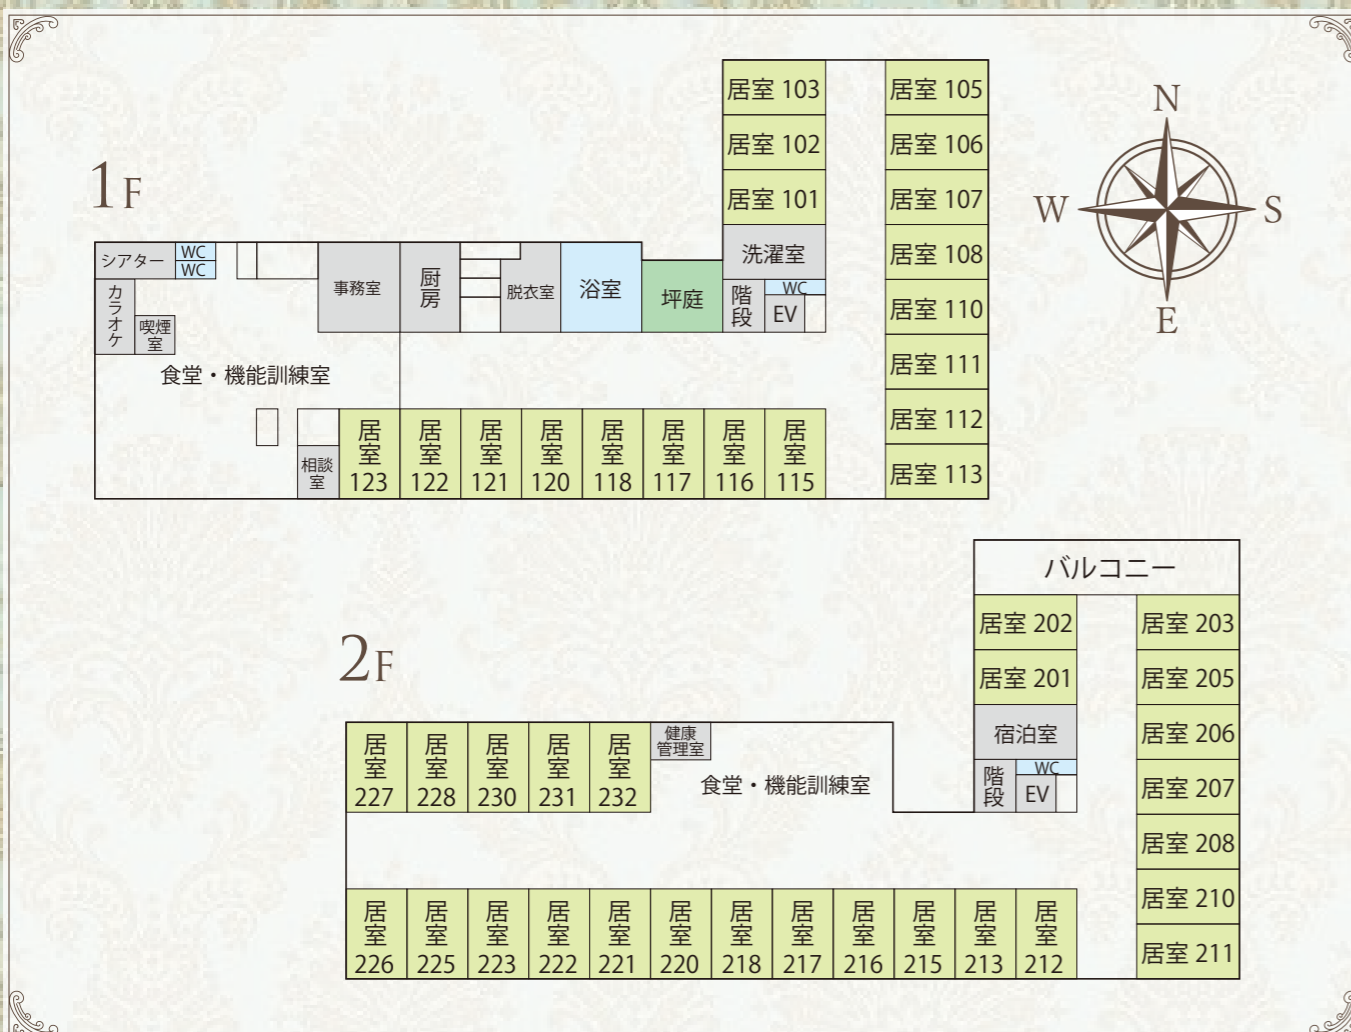 1F
居室 103
居室 102
居室 101
洗濯室
階段
WC
EV
居室 105
居室 106
居室 107
居室 108
居室 110
居室 111
居室 112
居室 113
N
W
S
E
シアター
WC
WC
カラオケ
喫煙室
事務室
厨房
脱衣室
浴室
坪庭
食堂・機能訓練室
相談室
居室 123
居室 122
居室 121
居室 120
居室 118
居室 117
居室 116
居室 115
2F
バルコニー
居室 202
居室 201
宿泊室
階段
WC
EV
居室 203
居室 205
居室 206
居室 207
居室 208
居室 210
居室 211
居室 227
居室 228
居室 230
居室 231
居室 232
健康
管理室
食堂・機能訓練室
居室 226
居室 225
居室 223
居室 222
居室 221
居室 220
居室 218
居室 217
居室 216
居室 215
居室 213
居室 212